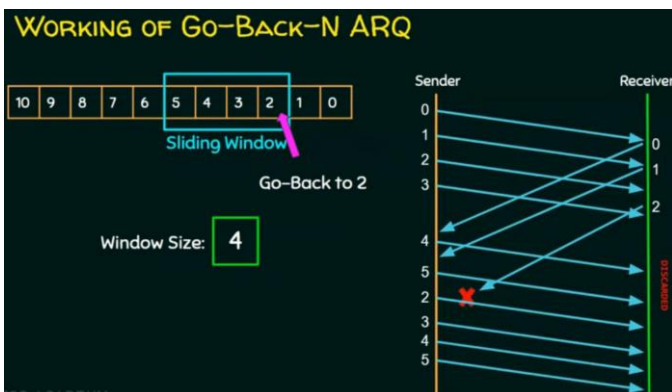 WORKING OF GO-BACK-N ARQ
10 9 8 7 6 5 4 3 2 1 0
Sliding Window
Go-Back to 2
Window Size: 4
Sender
Receiver
0
1
2
3
4
5
2
3
4
5
0
1
2
DISCARDED